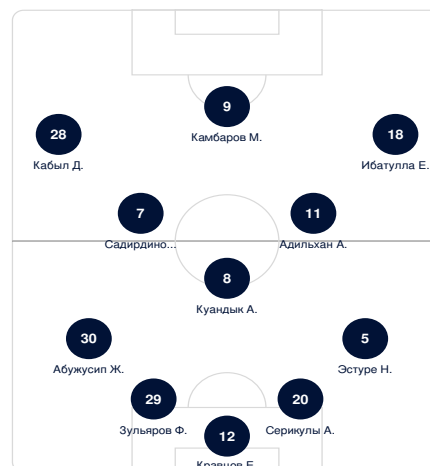 9
Камбаров М.
28
Кабыл Д.
18
Ибатулла Е.
7
Садирдино...
11
Адильхан А.
8
Куандык А.
30
Абужусип Ж.
5
Эстуре Н.
29
Зульяров Ф.
20
Серикулы А.
12
Кравцов Е.